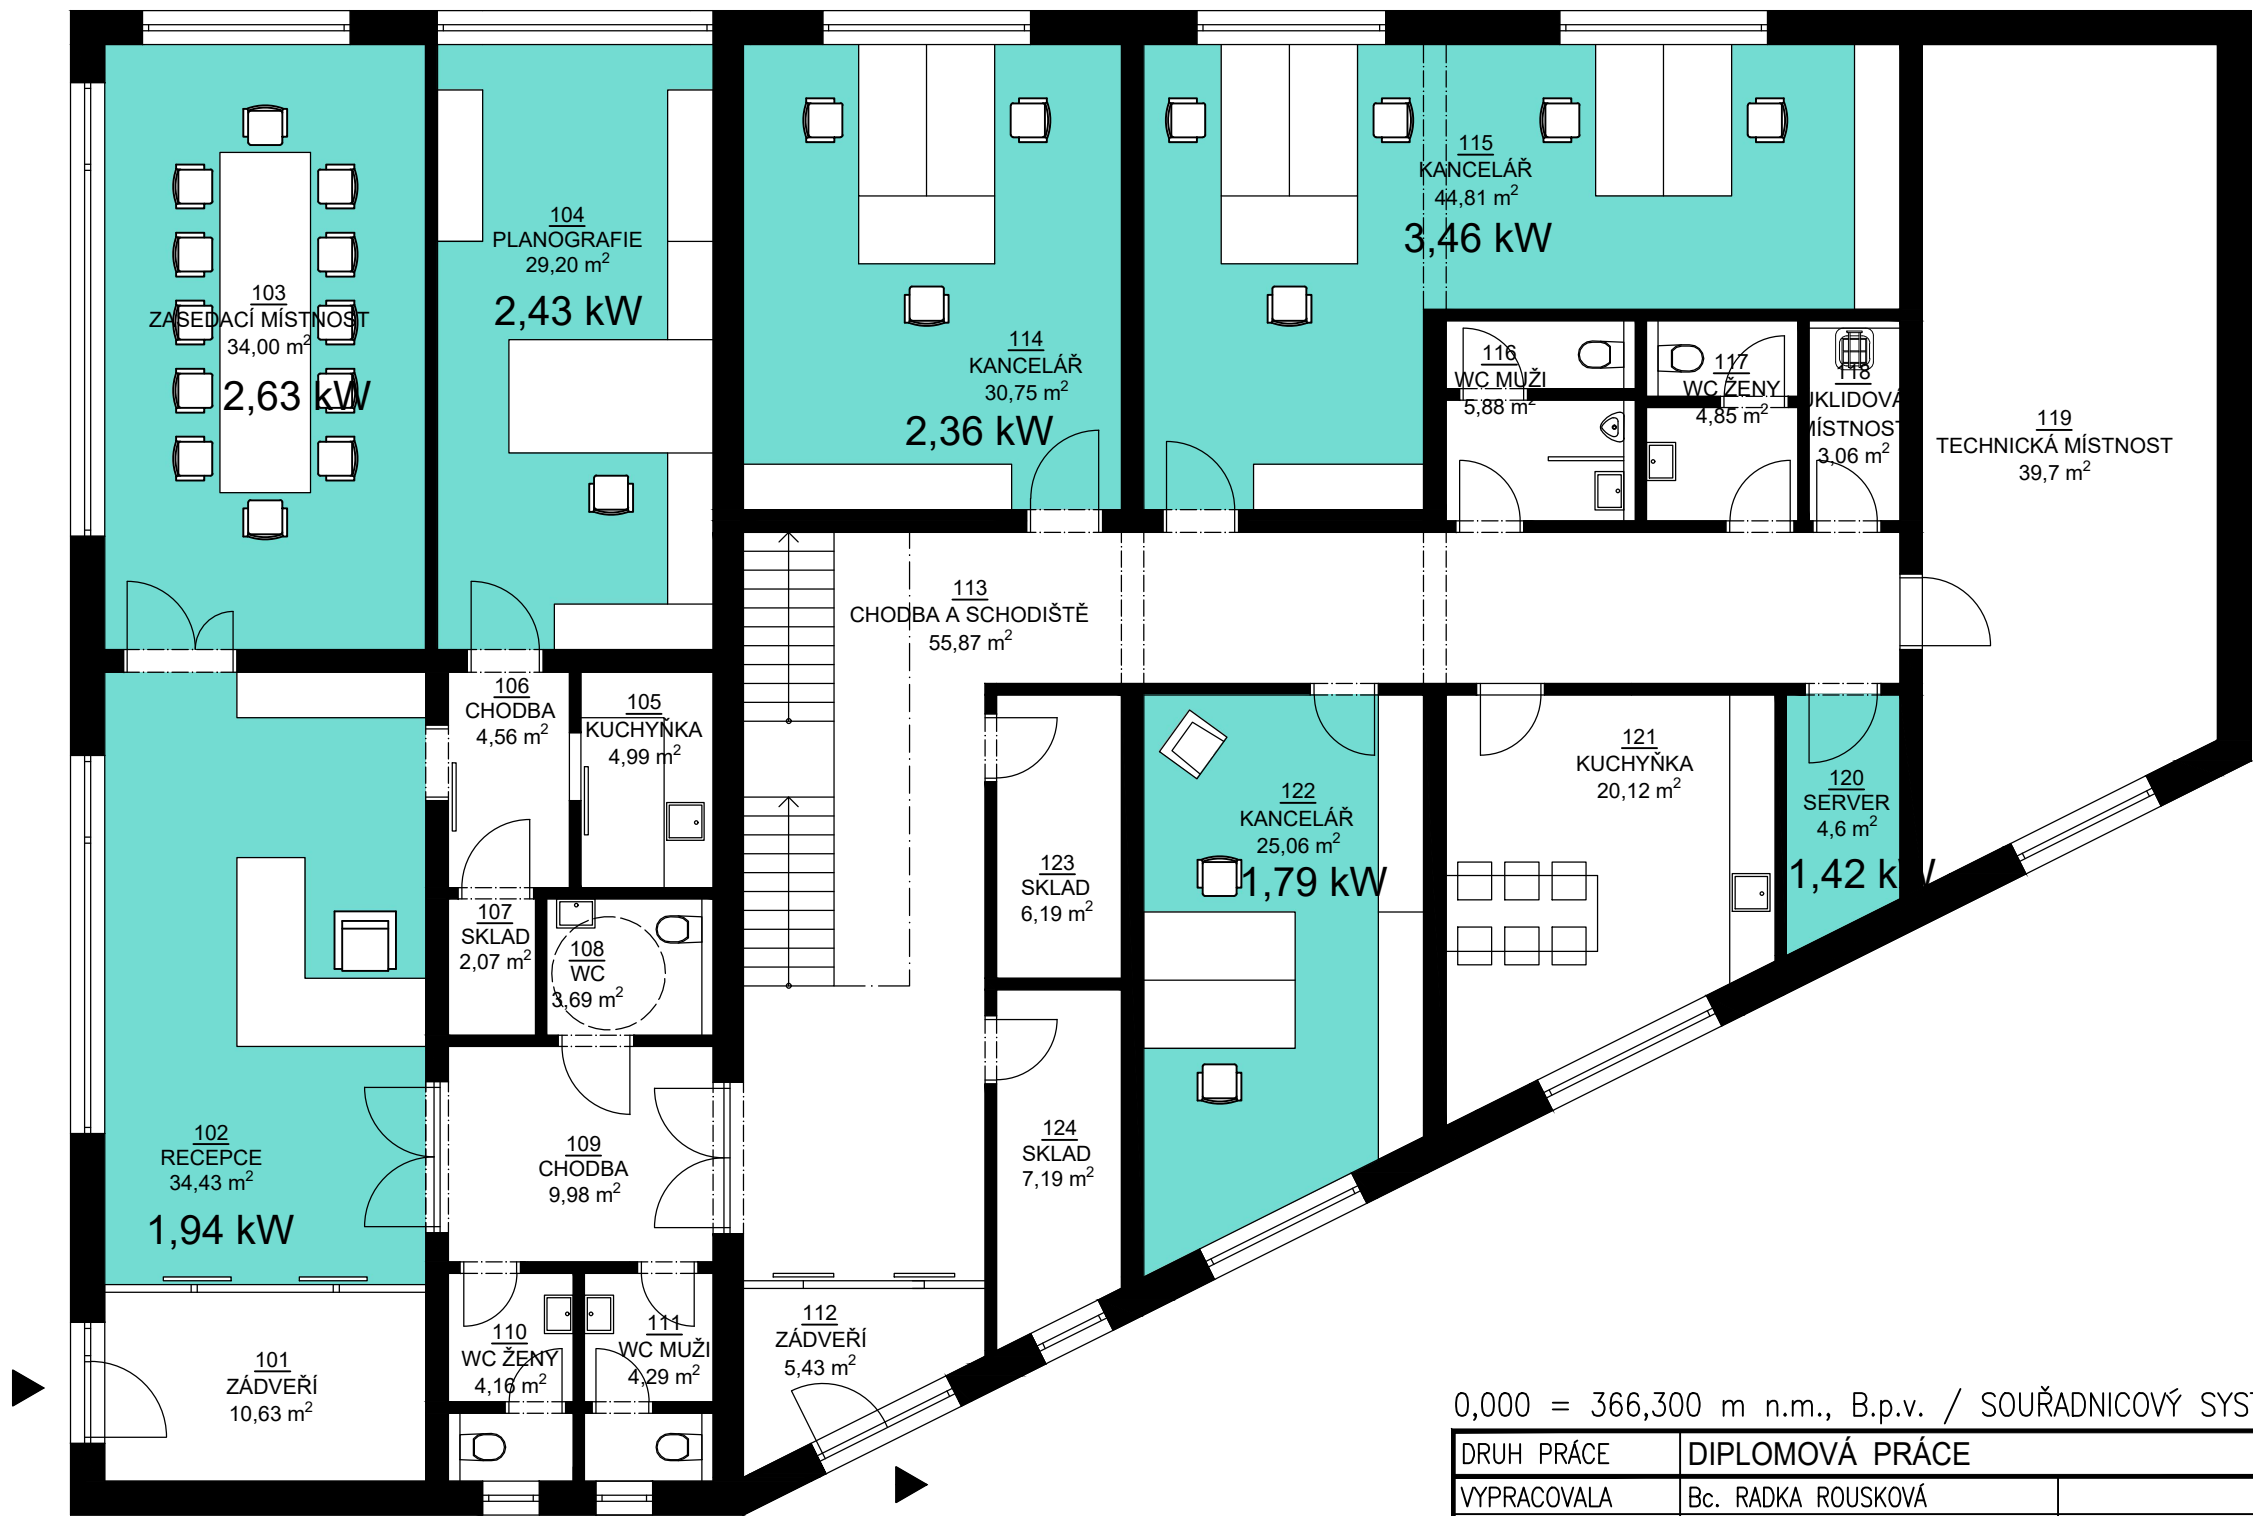 103
ZASEDACÍ MÍSTNOST
34,00 m²
2,63 kW
104
PLANOGRAFIE
29,20 m²
2,43 kW
114
KANCELÁŘ
30,75 m²
2,36 kW
115
KANCELÁŘ
44,81 m²
3,46 kW
116
WC MUŽI
5,88 m²
117
WC ŽENY
4,85 m²
118
UKLIDOVÁ
MÍSTNOST
3,06 m²
119
TECHNICKÁ MÍSTNOST
39,7 m²
113
CHODBA A SCHODIŠTĚ
55,87 m²
106
CHODBA
4,56 m²
105
KUCHYŇKA
4,99 m²
107
SKLAD
2,07 m²
108
WC
3,69 m²
123
SKLAD
6,19 m²
122
KANCELÁŘ
25,06 m²
1,79 kW
121
KUCHYŇKA
20,12 m²
120
SERVER
4,6 m²
1,42 kW
102
RECEPCE
34,43 m²
1,94 kW
109
CHODBA
9,98 m²
124
SKLAD
7,19 m²
101
ZÁDVEŘÍ
10,63 m²
110
WC ŽENY
4,16 m²
111
WC MUŽI
4,29 m²
112
ZÁDVEŘÍ
5,43 m²
0,000 = 366,300 m n.m., B.p.v. / SOUŘADNICOVÝ SYST
DRUH PRÁCE DIPLOMOVÁ PRÁCE
VYPRACOVALA Bc. RADKA ROUSKOVÁ